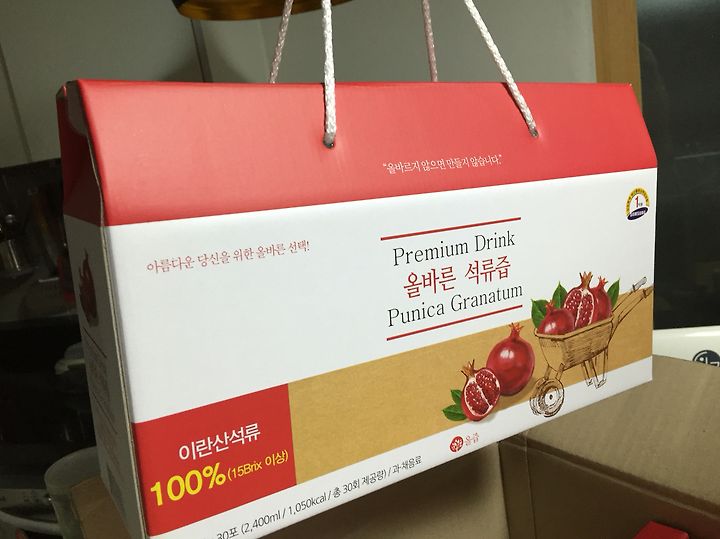 "올바르지 않으면 만들지 않습니다."
아름다운 당신을 위한 올바른 선택!
Premium Drink
올바른 석류즙
Punica Granatum
1
이란산석류
100% (15Brix 이상)
올즙
30포 (2,400ml / 1,050kcal / 총 30회 제공량) / 과·채음료